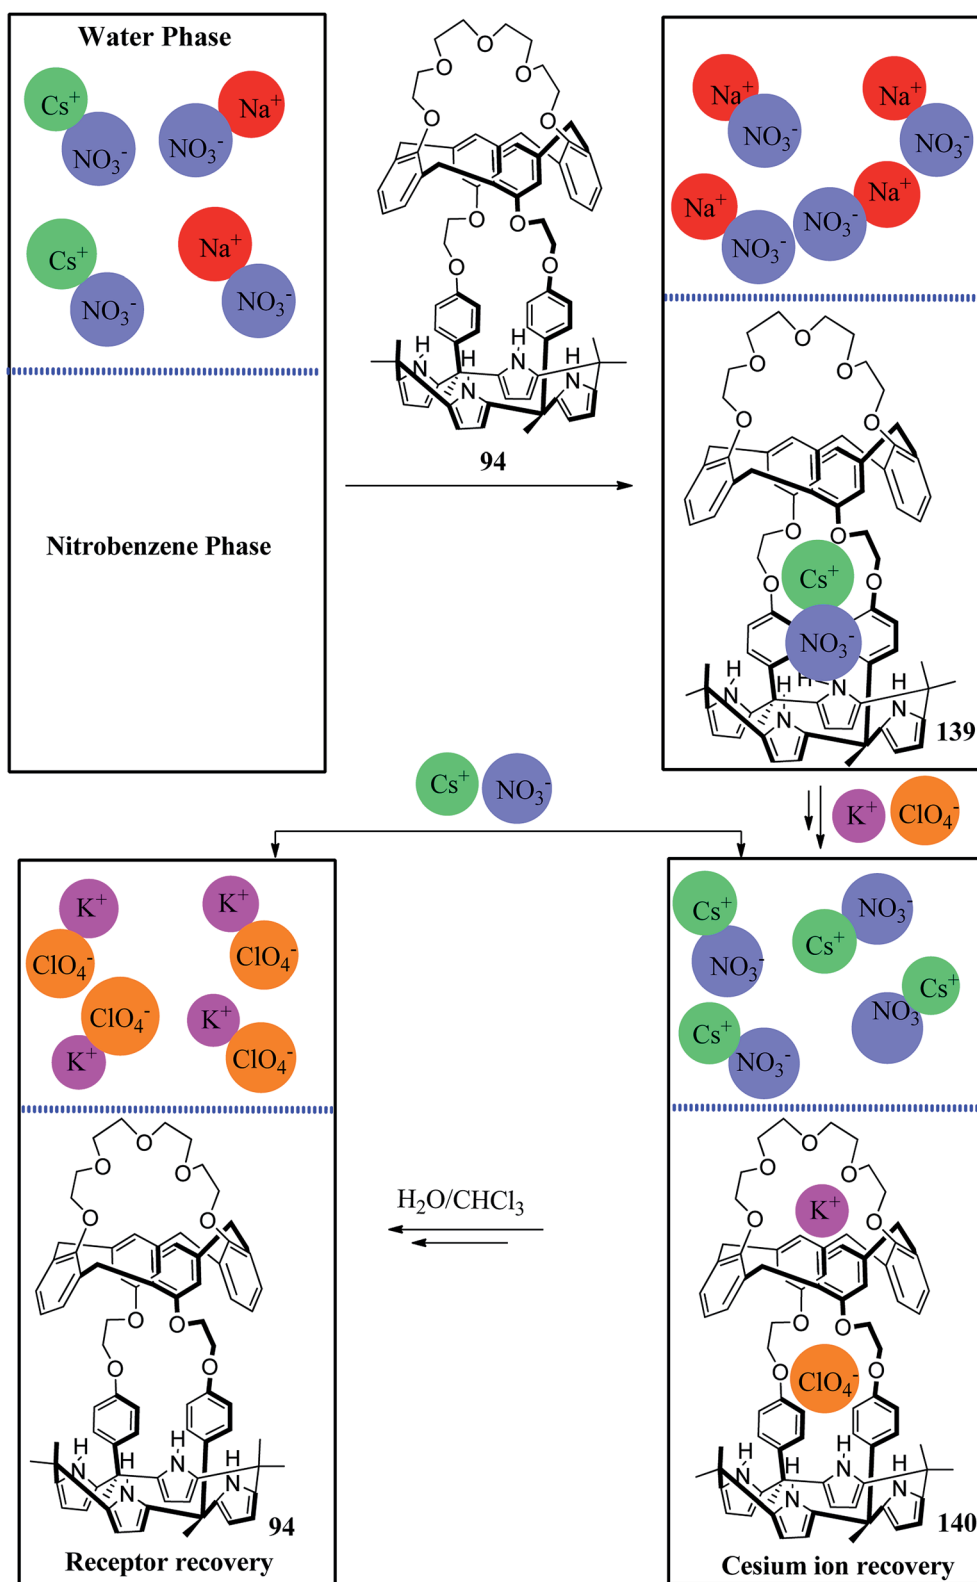 Water Phase
Cs+
NO3-
NO3-
Na+
Cs+
NO3-
Na+
NO3-
Nitrobenzene Phase
O
O
O
O
O
O
O
O
O
H
N
H
N
N
H
N
H
94
Na+
NO3-
Na+
NO3-
Na+
NO3-
NO3-
Na+
O
O
O
O
O
O
O
O
O
Cs+
NO3-
H
N
H
N
H
N
H
N
139
Cs+
NO3-
K+
ClO4-
K+
ClO4-
K+
ClO4-
ClO4-
K+
K+
ClO4-
O
O
O
O
O
O
O
O
O
H
N
H
N
H
N
H
N
94
Receptor recovery
H2O/CHCl3
Cs+
NO3-
NO3-
Cs+
Cs+
NO3
Cs+
NO3-
O
O
O
O
O
K+
O
O
O
O
ClO4-
H
N
H
N
H
N
H
N
140
Cesium ion recovery